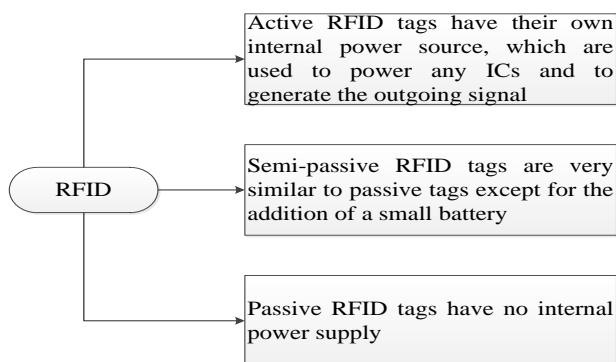 Active RFID tags have their own
internal power source, which are
used to power any ICs and to
generate the outgoing signal
RFID
Semi-passive RFID tags are very
similar to passive tags except for the
addition of a small battery
Passive RFID tags have no internal
power supply